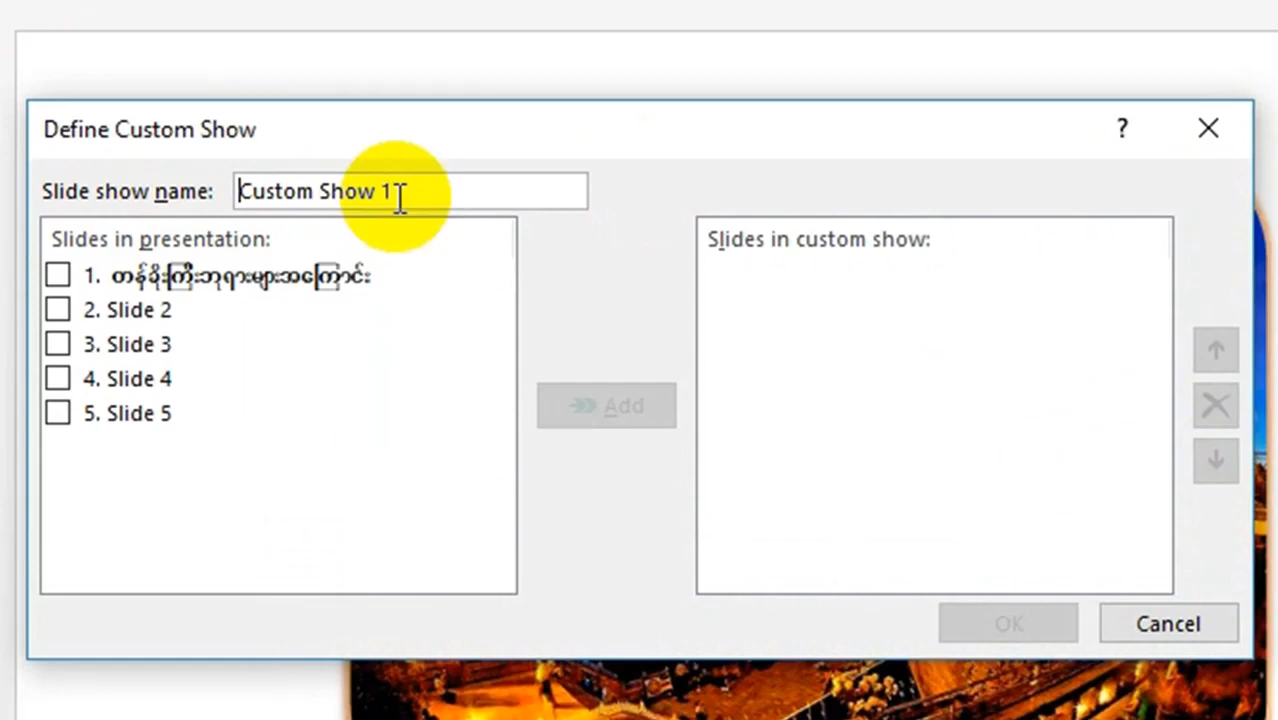 Define Custom Show
?
Slide show name: Custom Show 1
Slides in presentation:
1. တန်ခိုးကြီးဘုရားများအကြောင်း
2. Slide 2
3. Slide 3
4. Slide 4
5. Slide 5
Add
Slides in custom show:
OK
Cancel